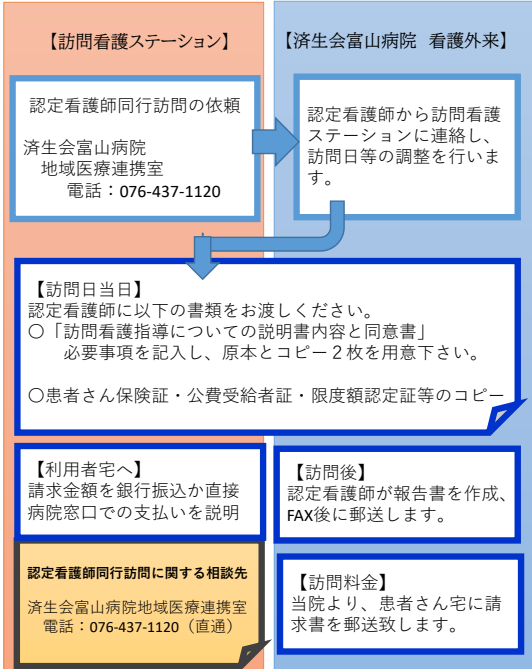 【訪問看護ステーション】
【済生会富山病院 看護外来】
認定看護師同行訪問の依頼
済生会富山病院
地域医療連携室
電話：076-437-1120
認定看護師から訪問看護
ステーションに連絡し、
訪問日等の調整を行いま
す。
【訪問日当日】
認定看護師に以下の書類をお渡しください。
〇「訪問看護指導についての説明書内容と同意書」
必要事項を記入し、原本とコピー２枚を用意下さい。
〇患者さん保険証・公費受給者証・限度額認定証等のコピー
【利用者宅へ】
請求金額を銀行振込か直接
病院窓口での支払いを説明
【訪問後】
認定看護師が報告書を作成、
FAX後に郵送します。
認定看護師同行訪問に関する相談先
済生会富山病院地域医療連携室
電話：076-437-1120（直通）
【訪問料金】
当院より、患者さん宅に請
求書を郵送致します。